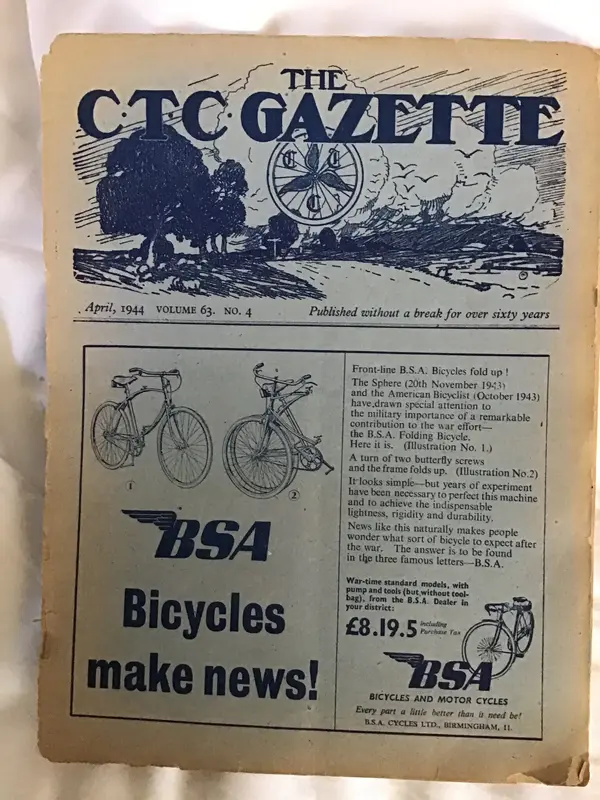 THE
C·T·C· GAZETTE
C T C
April, 1944 VOLUME 63. NO. 4 Published without a break for over sixty years
1
2
BSA
Bicycles
make news!
Front-line B.S.A. Bicycles fold up!
The Sphere (20th November 1943)
and the American Bicyclist (October 1943)
have drawn special attention to
the military importance of a remarkable
contribution to the war effort—
the B.S.A. Folding Bicycle.
Here it is. (Illustration No. 1.)
A turn of two butterfly screws
and the frame folds up. (Illustration No.2)
It looks simple—but years of experiment
have been necessary to perfect this machine
and to achieve the indispensable
lightness, rigidity and durability.
News like this naturally makes people
wonder what sort of bicycle to expect after
the war. The answer is to be found
in the three famous letters—B.S.A.
War-time standard models, with
pump and tools (but without tool-
bag), from the B.S.A. Dealer in
your district:
£8.19.5 including
Purchase Tax
BSA
BICYCLES AND MOTOR CYCLES
Every part a little better than it need be!
B.S.A. CYCLES LTD., BIRMINGHAM, 11.